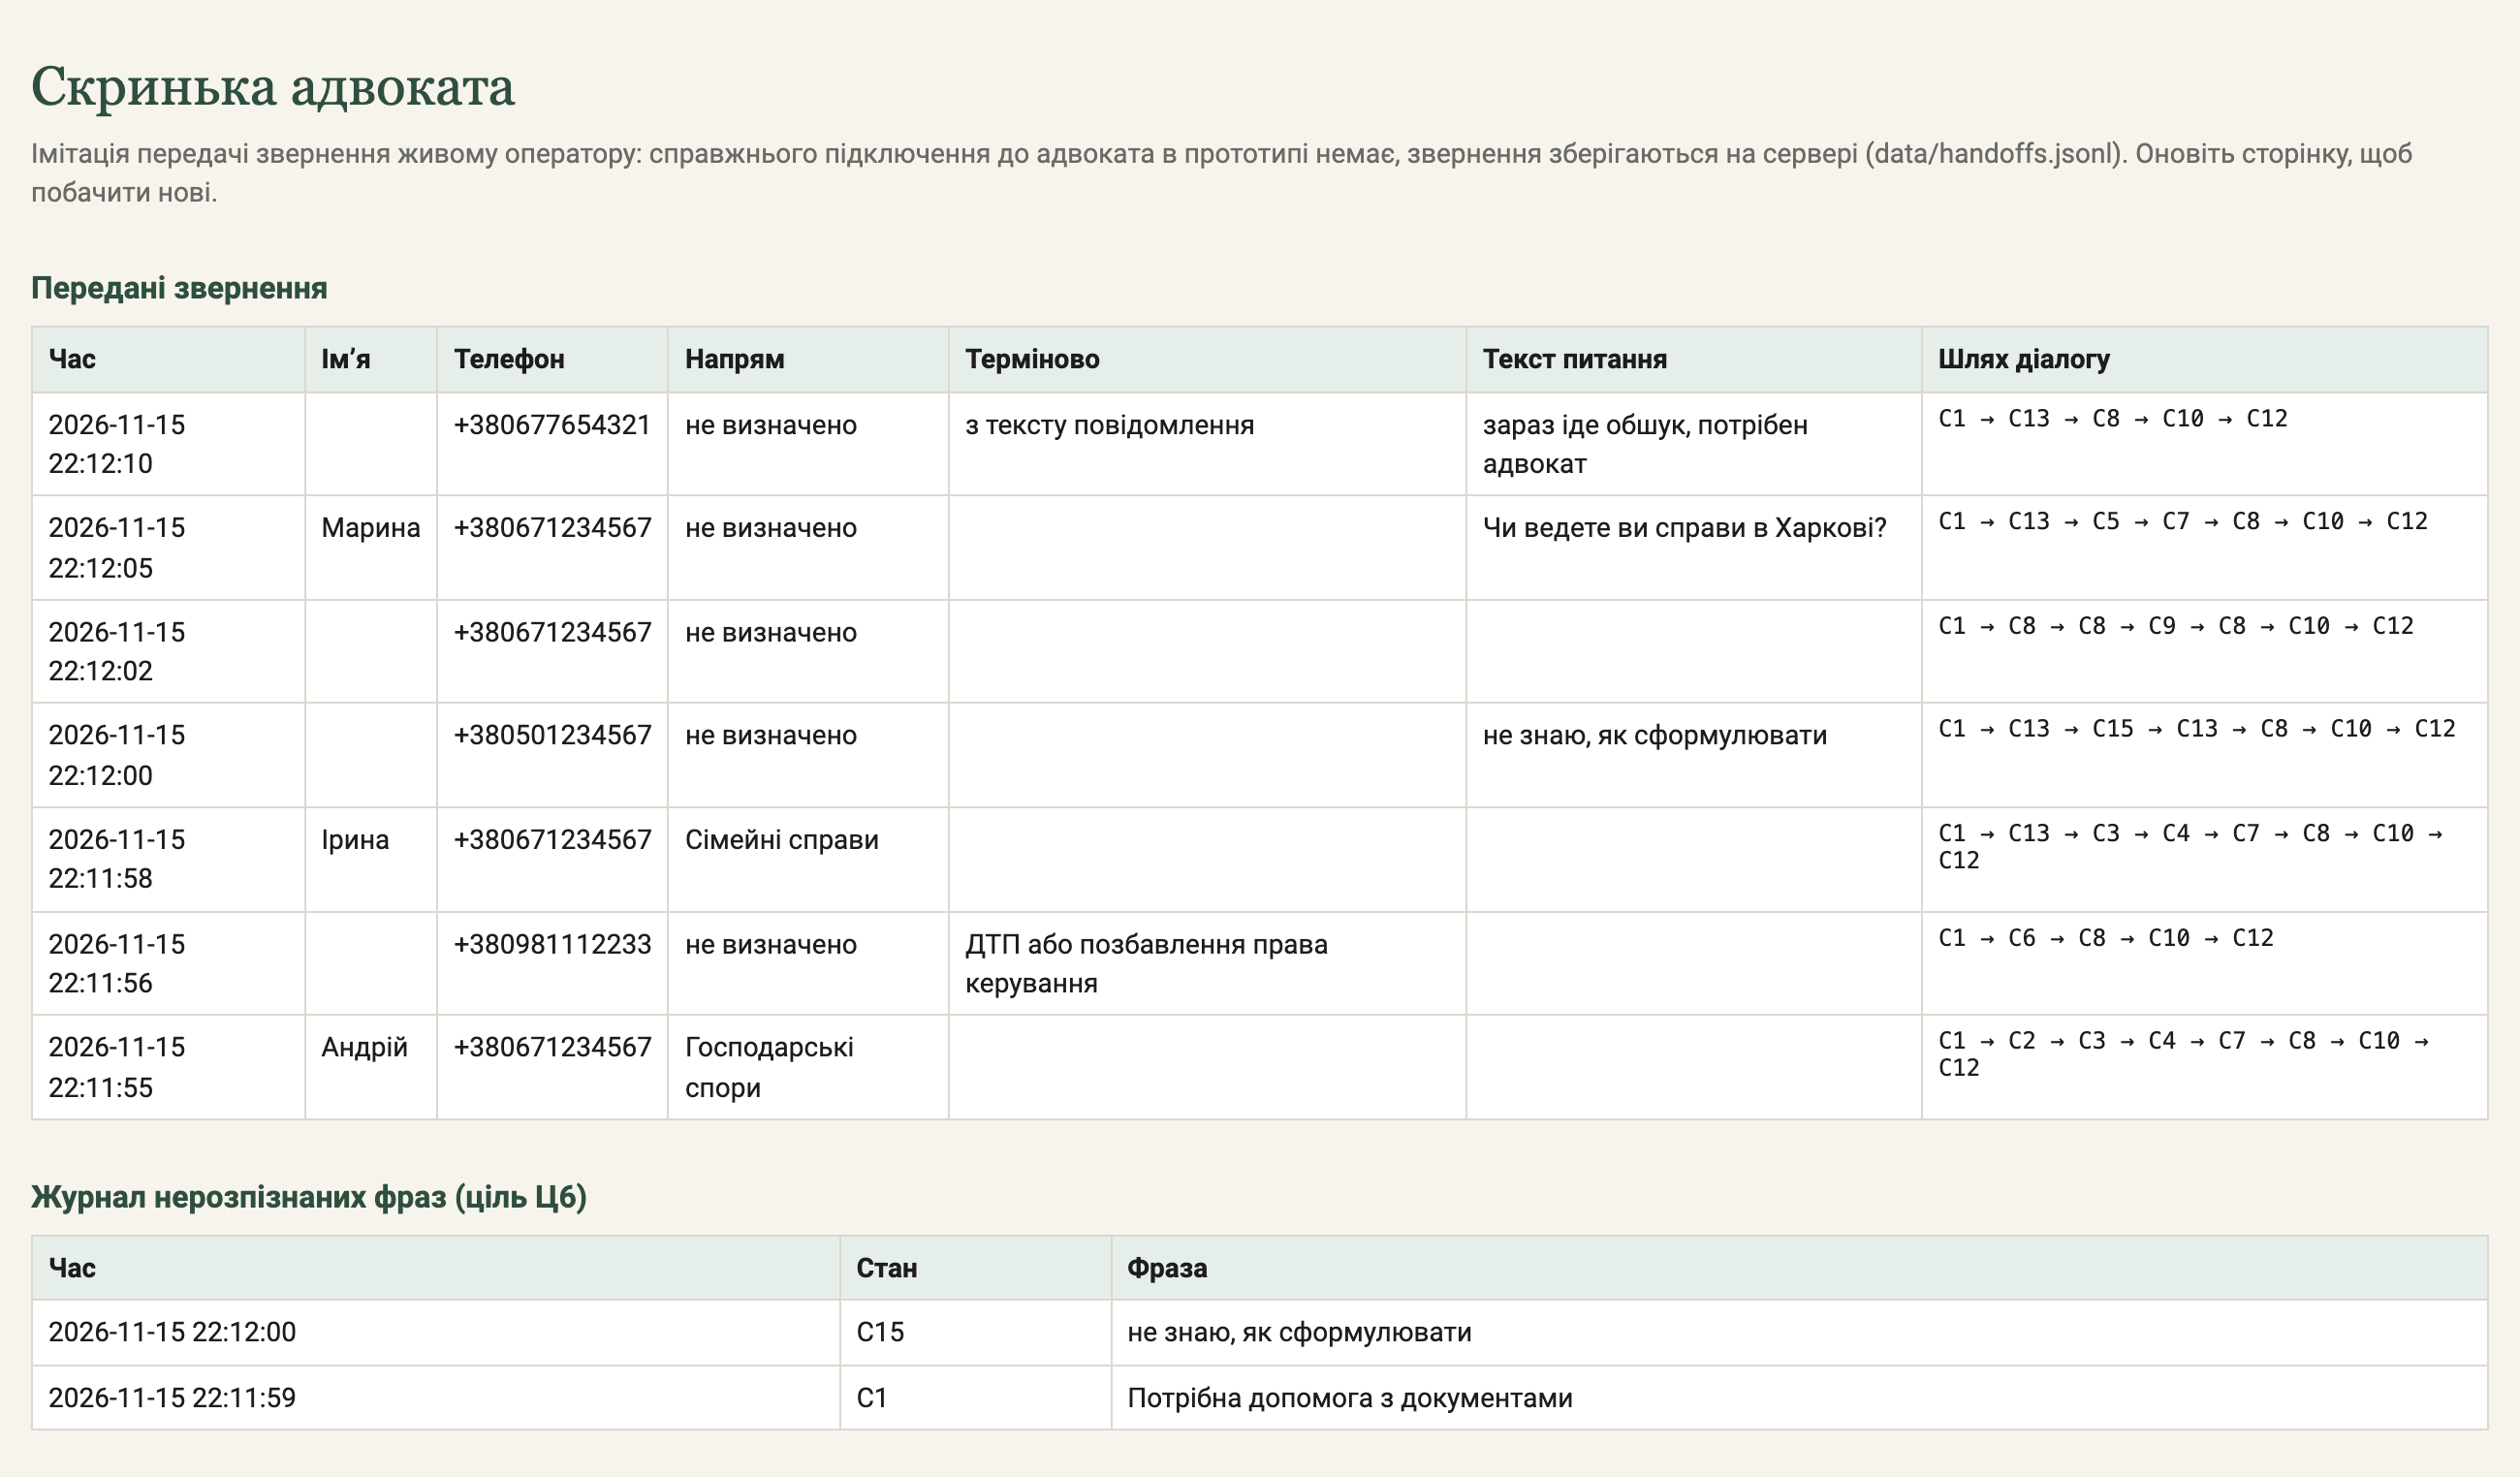 Скринька адвоката
Імітація передачі звернення живому оператору: справжнього підключення до адвоката в прототипі немає, звернення зберігаються на сервері (data/handoffs.jsonl). Оновіть сторінку, щоб
побачити нові.
Передані звернення
Час Ім’я Телефон Напрям Терміново Текст питання Шлях діалогу
2026-11-15 +380677654321 не визначено з тексту повідомлення зараз іде обшук, потрібен C1 → C13 → C8 → C10 → C12
22:12:10 адвокат
2026-11-15 Марина +380671234567 не визначено Чи ведете ви справи в Харкові? C1 → C13 → C5 → C7 → C8 → C10 → C12
22:12:05
2026-11-15 +380671234567 не визначено C1 → C8 → C8 → C9 → C8 → C10 → C12
22:12:02
2026-11-15 +380501234567 не визначено не знаю, як сформулювати C1 → C13 → C15 → C13 → C8 → C10 → C12
22:12:00
2026-11-15 Ірина +380671234567 Сімейні справи C1 → C13 → C3 → C4 → C7 → C8 → C10 →
22:11:58 C12
2026-11-15 +380981112233 не визначено ДТП або позбавлення права C1 → C6 → C8 → C10 → C12
22:11:56 керування
2026-11-15 Андрій +380671234567 Господарські C1 → C2 → C3 → C4 → C7 → C8 → C10 →
22:11:55 спори C12
Журнал нерозпізнаних фраз (ціль Ц6)
Час Стан Фраза
2026-11-15 22:12:00 C15 не знаю, як сформулювати
2026-11-15 22:11:59 C1 Потрібна допомога з документами